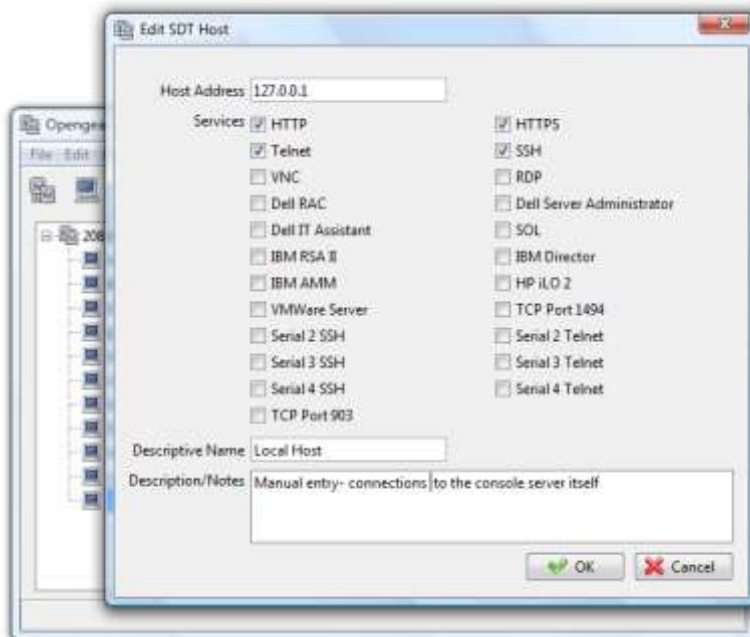 Edit SDT Host
Host Address 127.0.0.1
Services HTTP HTTPS
Telnet SSH
VNC RDP
Dell RAC Dell Server Administrator
Dell IT Assistant SOL
IBM RSA II IBM Director
IBM AMM HP iLO 2
VMWare Server TCP Port 1494
Serial 2 SSH Serial 2 Telnet
Serial 3 SSH Serial 3 Telnet
Serial 4 SSH Serial 4 Telnet
TCP Port 903
Descriptive Name Local Host
Description/Notes Manual entry- connections to the console server itself
OK Cancel
Opengear
File Edit
208